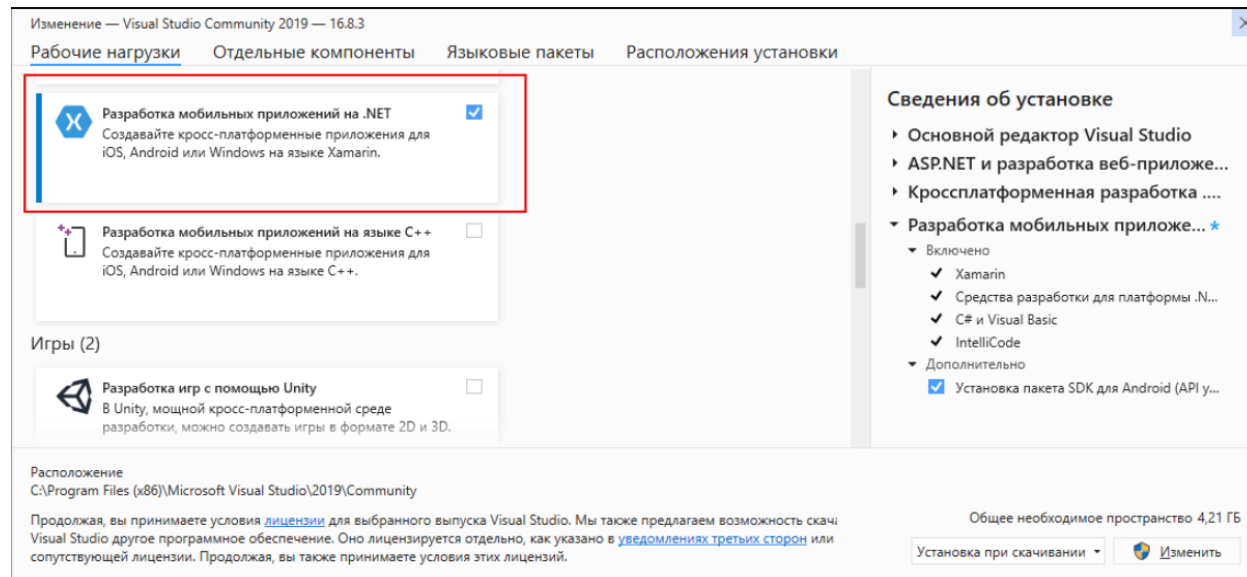 Изменение — Visual Studio Community 2019 — 16.8.3
Рабочие нагрузки Отдельные компоненты Языковые пакеты Расположения установки
Разработка мобильных приложений на .NET
Создавайте кросс-платформенные приложения для
iOS, Android или Windows на языке Xamarin.
Разработка мобильных приложений на языке C++
Создавайте кросс-платформенные приложения для
iOS, Android или Windows на языке C++.
Игры (2)
Разработка игр с помощью Unity
В Unity, мощной кросс-платформенной среде
разработки, можно создавать игры в формате 2D и 3D.
Сведения об установке
Основной редактор Visual Studio
ASP.NET и разработка веб-приложе...
Кроссплатформенная разработка ....
Разработка мобильных приложе... *
Включено
Xamarin
Средства разработки для платформы .N...
C# и Visual Basic
IntelliCode
Дополнительно
Установка пакета SDK для Android (API у...
Расположение
C:\Program Files (x86)\Microsoft Visual Studio\2019\Community
Продолжая, вы принимаете условия лицензии для выбранного выпуска Visual Studio. Мы также предлагаем возможность скача
Visual Studio другое программное обеспечение. Оно лицензируется отдельно, как указано в уведомлениях третьих сторон или
сопутствующей лицензии. Продолжая, вы также принимаете условия этих лицензий.
Общее необходимое пространство 4,21 ГБ
Установка при скачивании
Изменить